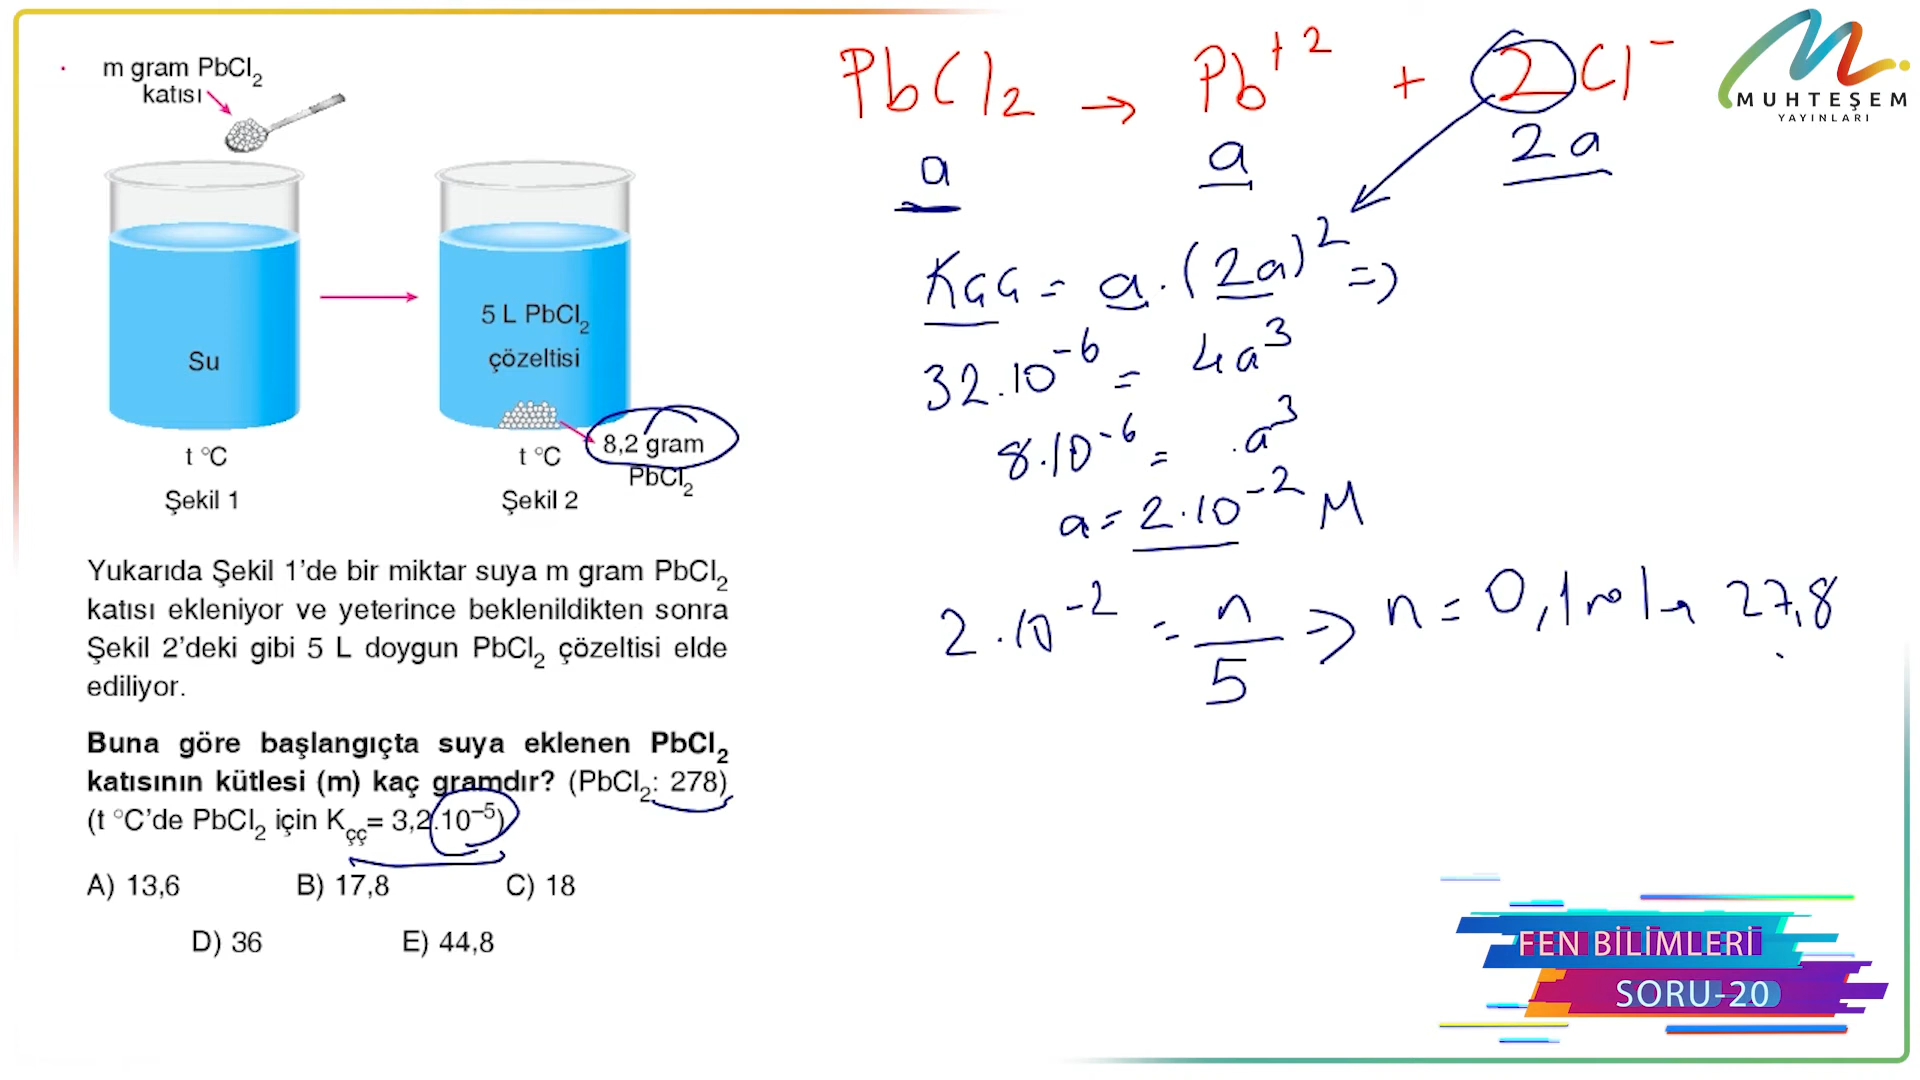 m gram PbCl₂
katısı
Su
5 L PbCl₂
çözeltisi
8,2 gram
PbCl₂
t °C
Şekil 1
t °C
Şekil 2
Yukarıda Şekil 1’de bir miktar suya m gram PbCl₂
katısı ekleniyor ve yeterince beklenildikten sonra
Şekil 2’deki gibi 5 L doygun PbCl₂ çözeltisi elde
ediliyor.
Buna göre başlangıçta suya eklenen PbCl₂
katısının kütlesi (m) kaç gramdır? (PbCl₂: 278)
(t °C’de PbCl₂ için Kçç= 3,2.10⁻⁵)
A) 13,6 B) 17,8 C) 18
D) 36 E) 44,8
PbCl₂ → Pb⁺² + 2Cl⁻
a a 2a
KÇÇ = a.(2a)² =>
32.10⁻⁶ = 4a³
8.10⁻⁶ = a³
a = 2.10⁻² M
2.10⁻² = n/5 => n = 0,1 mol → 27,8
MUHTEŞEM
YAYINLARI
FEN BİLİMLERİ
SORU-20